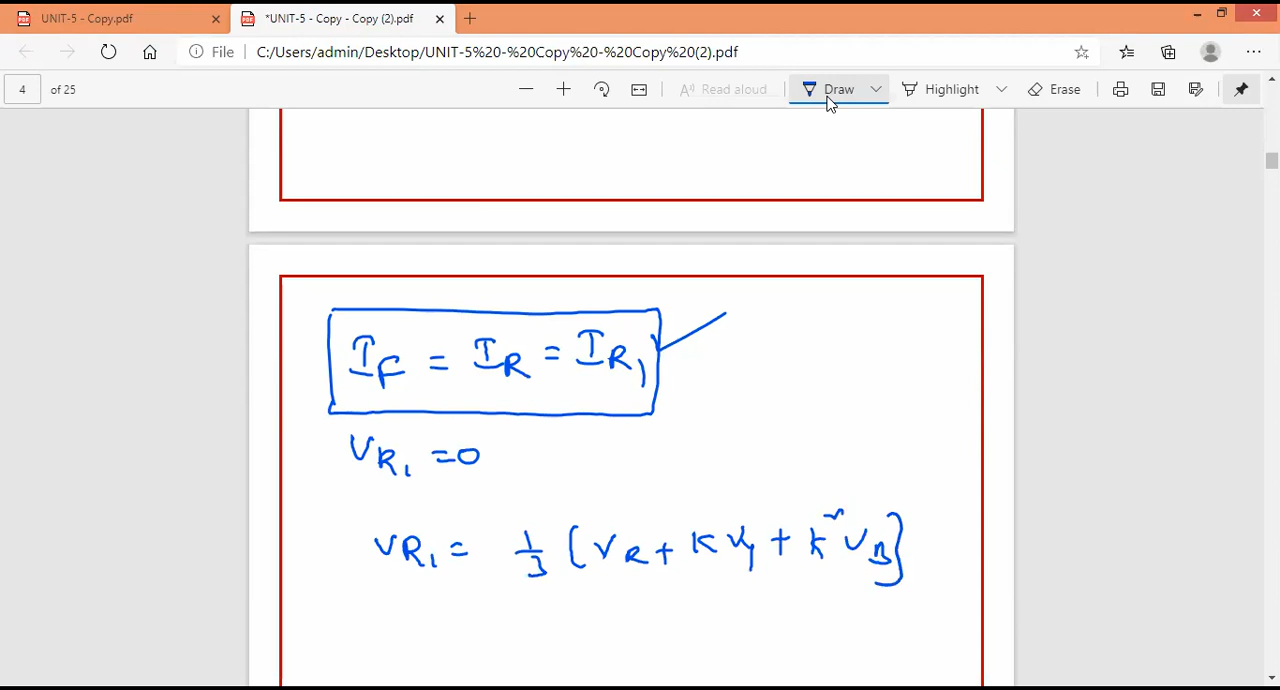 UNIT-5 - Copy.pdf
*UNIT-5 - Copy - Copy (2).pdf
File C:/Users/admin/Desktop/UNIT-5%20-%20Copy%20-%20Copy%20(2).pdf
4 of 25 Read aloud Draw Highlight Erase
I_F = I_R = I_R1
V_R1 = 0
V_R1 = 1/3 (V_R + K V_Y + K² V_B)